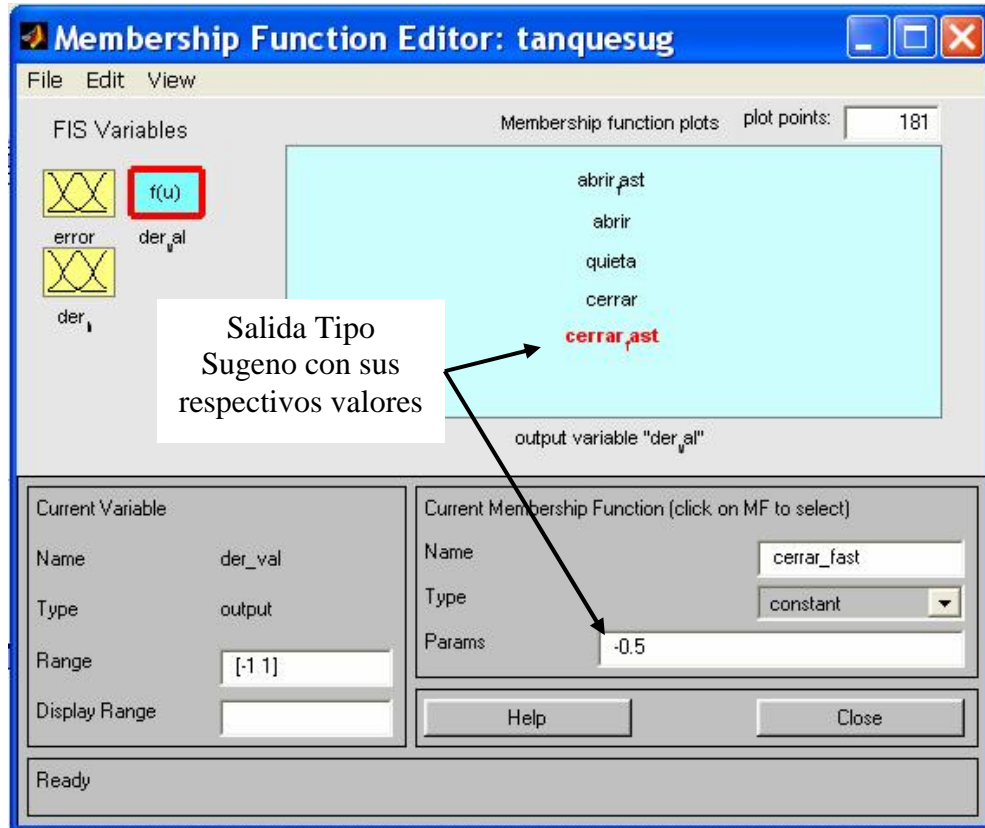 Membership Function Editor: tanquesug
File Edit View
FIS Variables
Membership function plots plot points: 181
f(u)
error der_val
der_h
abrir_fast
abrir
quieta
cerrar
cerrar_fast
Salida Tipo
Sugeno con sus
respectivos valores
output variable "der_val"
Current Variable
Name der_val
Type output
Range [-1 1]
Display Range
Current Membership Function (click on MF to select)
Name cerrar_fast
Type constant
Params -0.5
Help Close
Ready